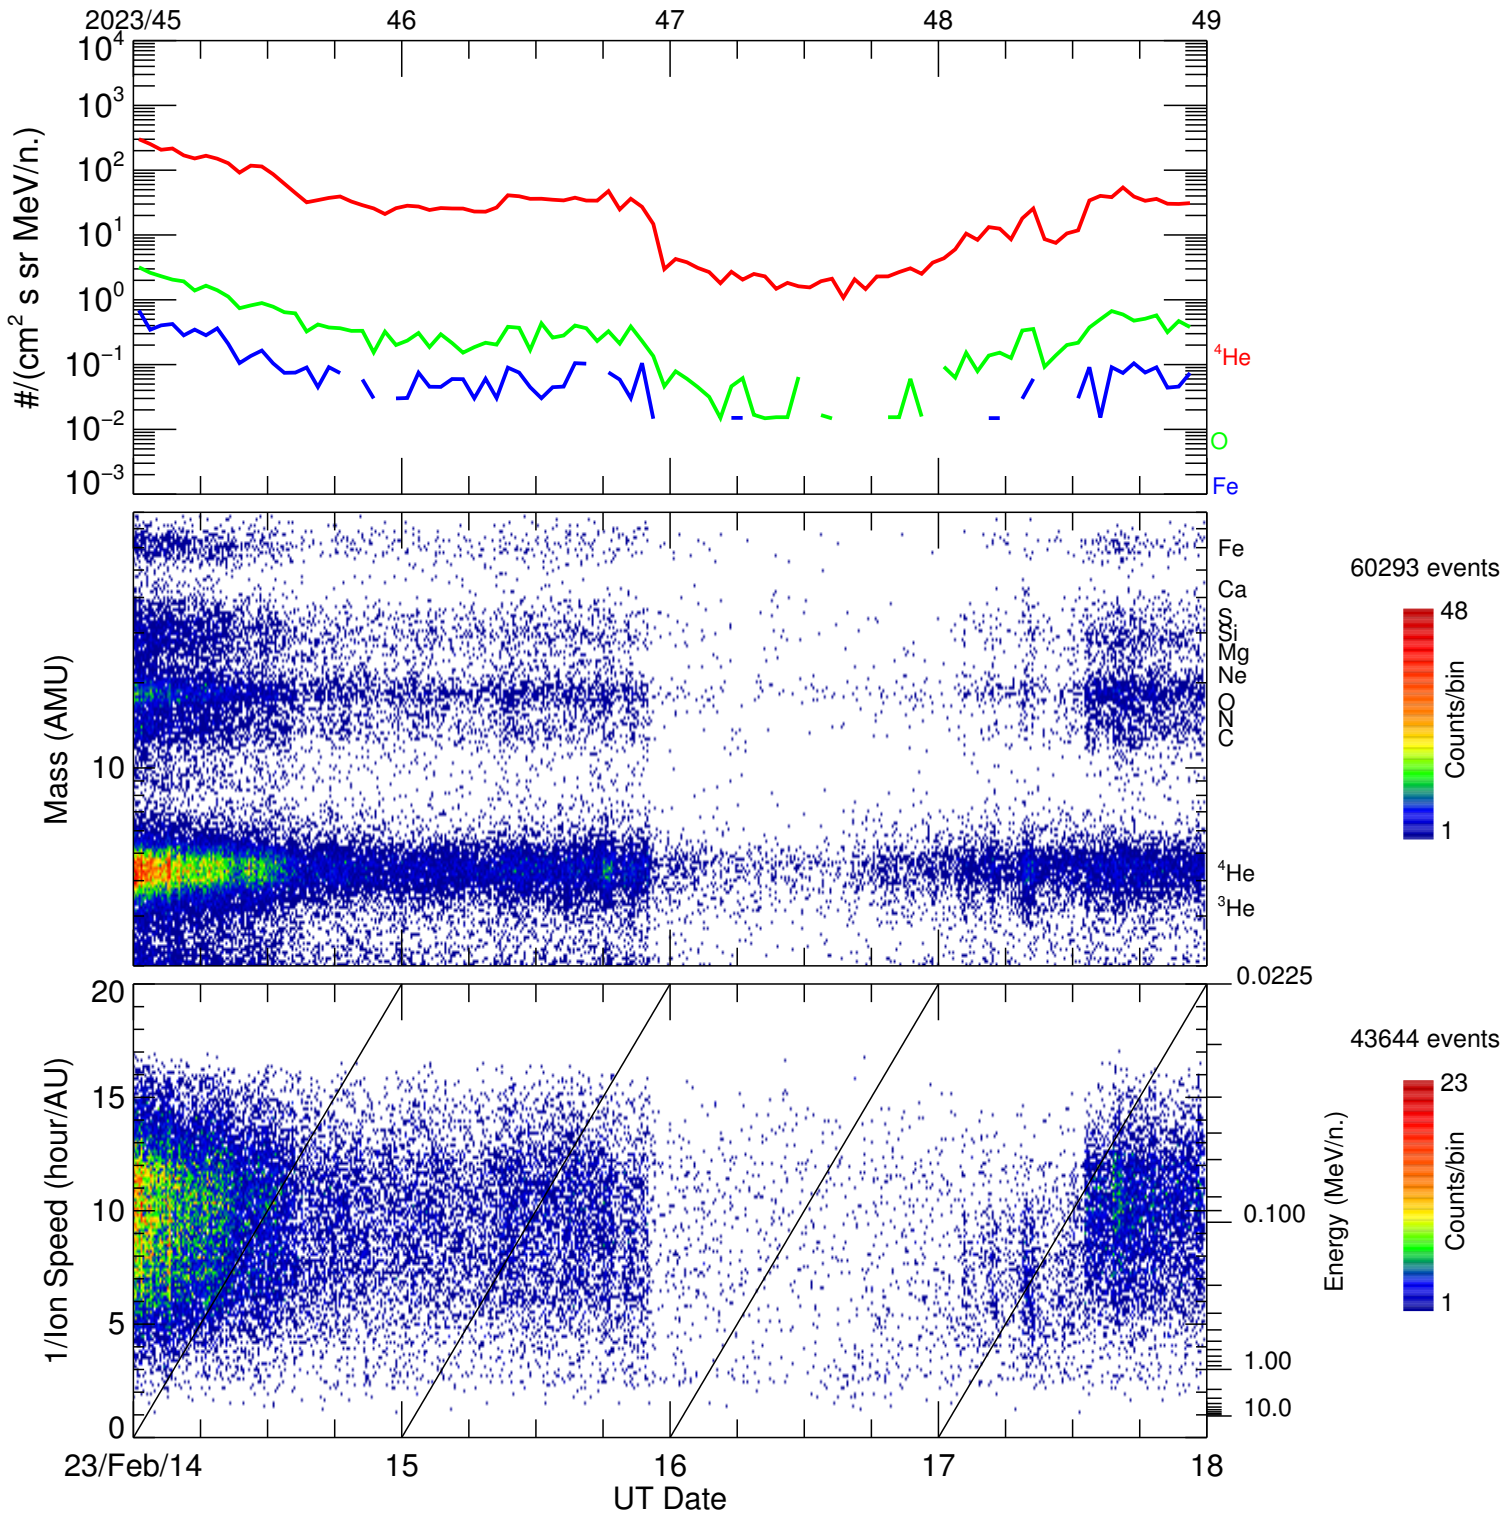 2023/45 46 47 48 49
10⁴
10³
10²
10¹
10⁰
10⁻¹
10⁻²
10⁻³
#/(cm² s sr MeV/n.)
⁴He
O
Fe
Mass (AMU)
10
Fe
Ca
S
Si
Mg
Ne
O
N
C
⁴He
³He
60293 events
48
Counts/bin
1
20
15
10
5
0
1/Ion Speed (hour/AU)
0.0225
0.100
1.00
10.0
Energy (MeV/n.)
43644 events
23
Counts/bin
1
23/Feb/14 15 16 17 18
UT Date